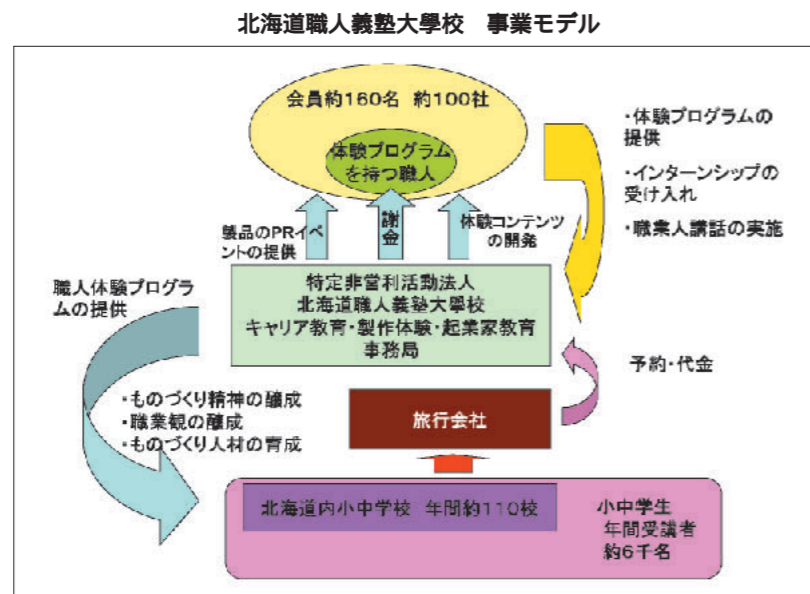 北海道職人義塾大學校　事業モデル
会員約160名　約100社
体験プログラム
を持つ職人
・体験プログラムの
提供
・インターンシップの
受け入れ
・職業人講話の実施
製品のPRイベ
ントの提供
謝金
体験コンテンツ
の開発
特定非営利活動法人
北海道職人義塾大學校
キャリア教育・製作体験・起業家教育
事務局
職人体験プログラ
ムの提供
予約・代金
・ものづくり精神の醸成
・職業観の醸成
・ものづくり人材の育成
旅行会社
北海道内小中学校　年間約110校
小中学生
年間受講者
約6千名